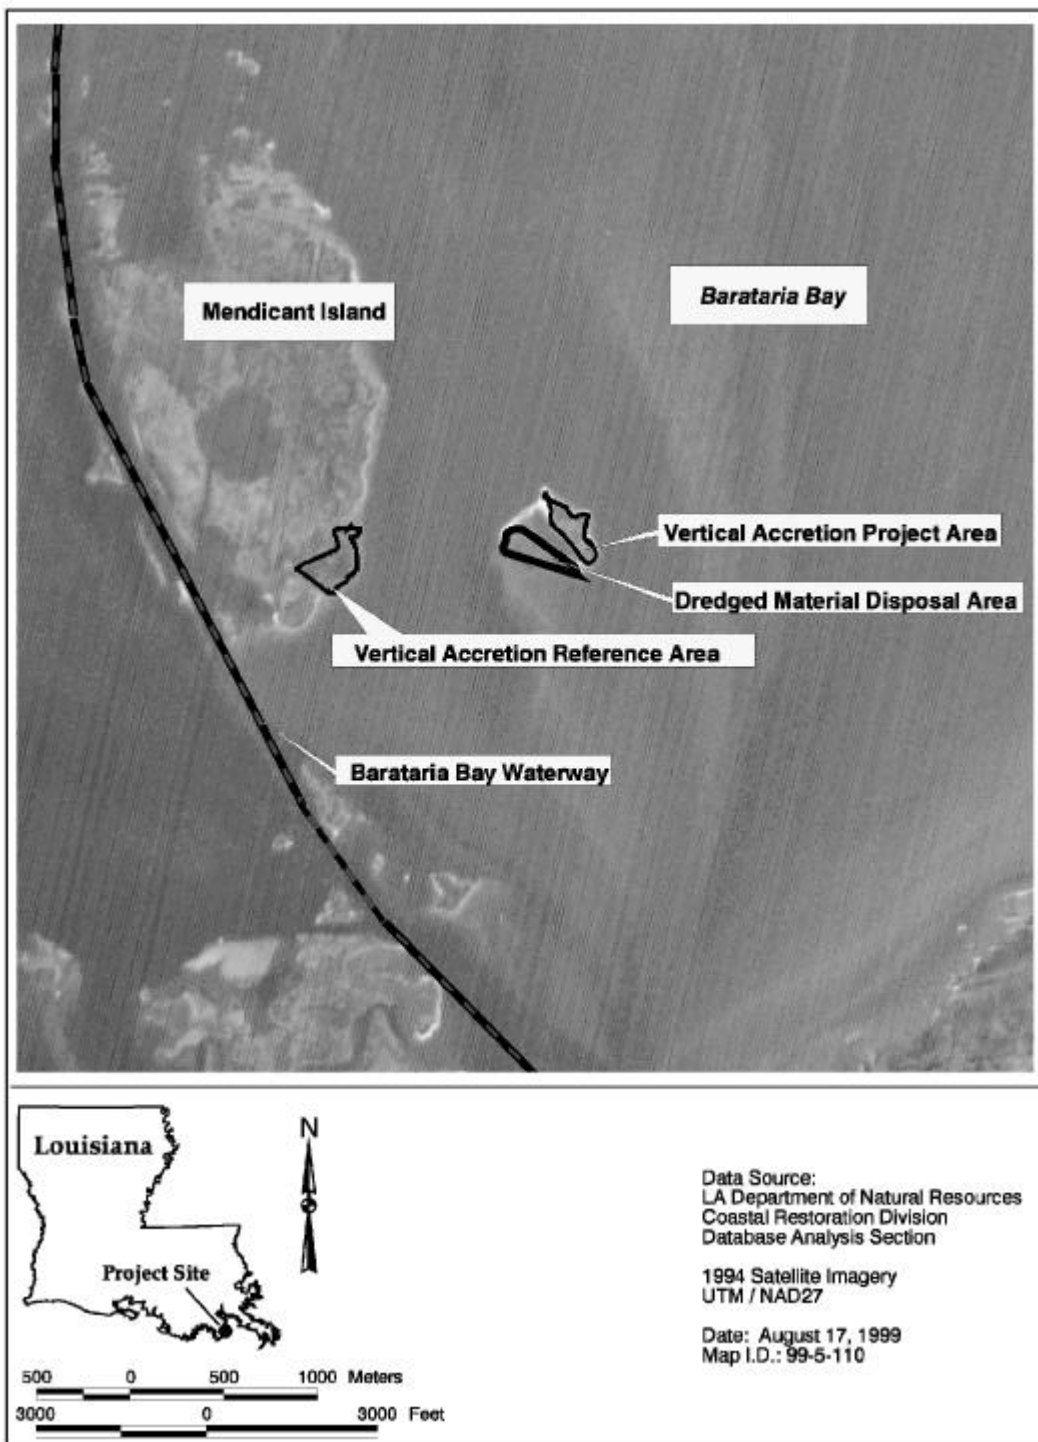 Mendicant Island
Barataria Bay
Vertical Accretion Project Area
Dredged Material Disposal Area
Vertical Accretion Reference Area
Barataria Bay Waterway
Louisiana
Project Site
N
500 0 500 1000 Meters
3000 0 3000 Feet
Data Source:
LA Department of Natural Resources
Coastal Restoration Division
Database Analysis Section
1994 Satellite Imagery
UTM / NAD27
Date: August 17, 1999
Map I.D.: 99-5-110